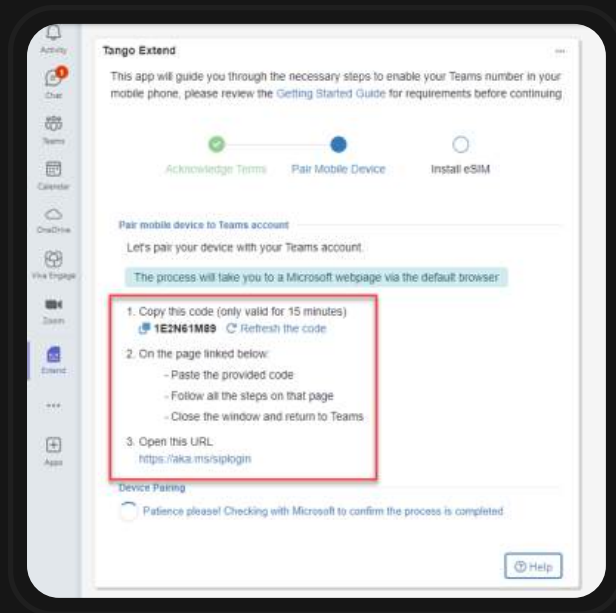 Activity
Chat
Teams
Calendar
OneDrive
Viva Engage
Zoom
Extend
Apps
Tango Extend
This app will guide you through the necessary steps to enable your Teams number in your
mobile phone, please review the Getting Started Guide for requirements before continuing
Acknowledge Terms Pair Mobile Device Install eSIM
Pair mobile device to Teams account
Let's pair your device with your Teams account.
The process will take you to a Microsoft webpage via the default browser
1. Copy this code (only valid for 15 minutes)
1E2N61M89 Refresh the code
2. On the page linked below:
- Paste the provided code
- Follow all the steps on that page
- Close the window and return to Teams
3. Open this URL
https://aka.ms/siplogin
Device Pairing
Patience please! Checking with Microsoft to confirm the process is completed
Help